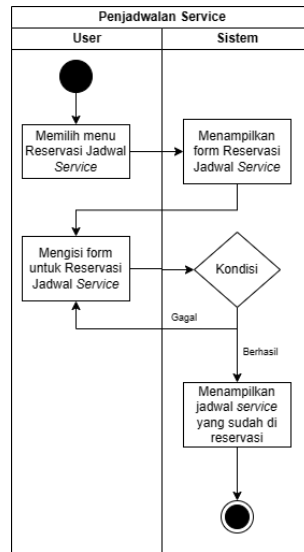 Penjadwalan Service
User
Sistem
Memilih menu
Reservasi Jadwal
Service
Menampilkan
form Reservasi
Jadwal Service
Mengisi form
untuk Reservasi
Jadwal Service
Kondisi
Gagal
Berhasil
Menampilkan
jadwal service
yang sudah di
reservasi